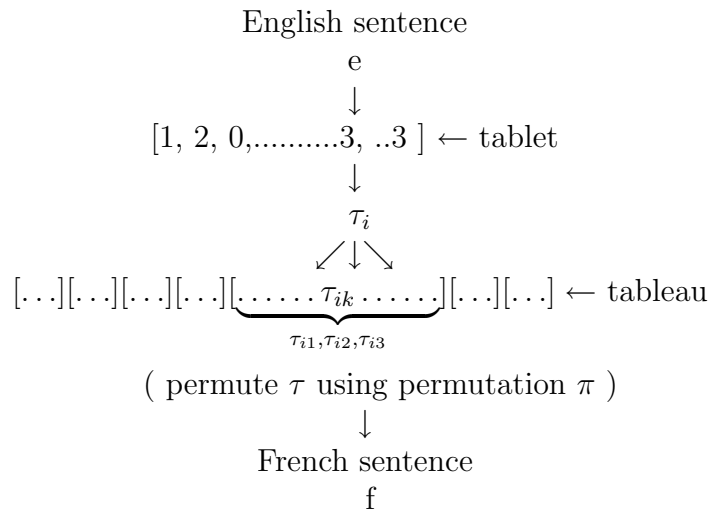 English sentence
e
↓
[1, 2, 0,..........3, ..3 ] ← tablet
↓
τᵢ
↙ ↓ ↘
[...][...][...][...][...... τᵢₖ ......][...][...] ← tableau
τᵢ₁,τᵢ₂,τᵢ₃
( permute τ using permutation π )
↓
French sentence
f